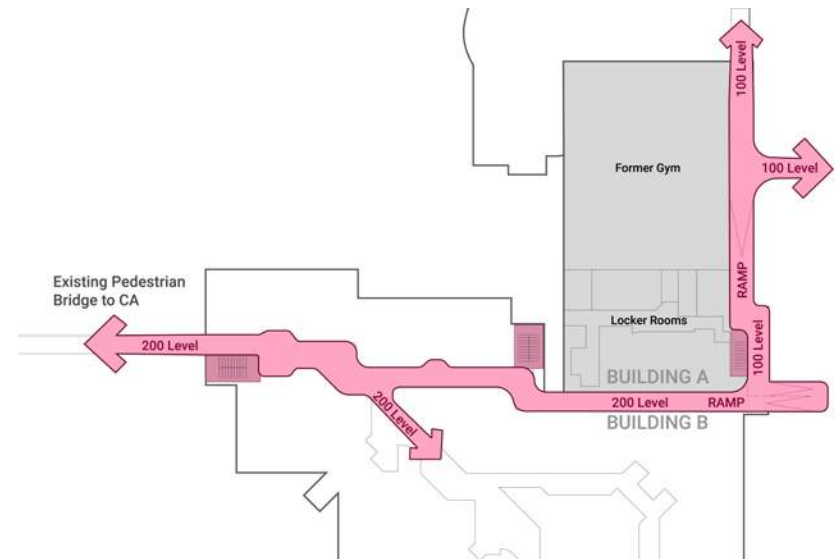 100 Level
Former Gym
100 Level
Existing Pedestrian
Bridge to CA
RAMP
Locker Rooms
200 Level
100 Level
BUILDING A
200 Level
RAMP
200 Level
BUILDING B